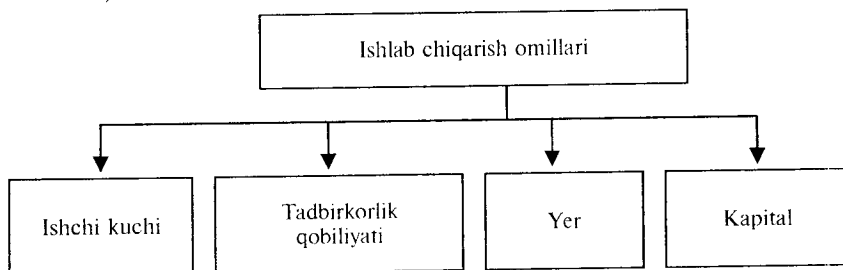 Ishlab chiqarish omillari
Ishchi kuchi
Tadbirkorlik
qobiliyati
Yer
Kapital